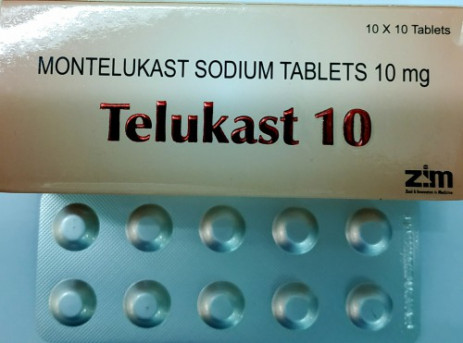 10 X 10 Tablets
MONTELUKAST SODIUM TABLETS 10 mg
Telukast 10
zim